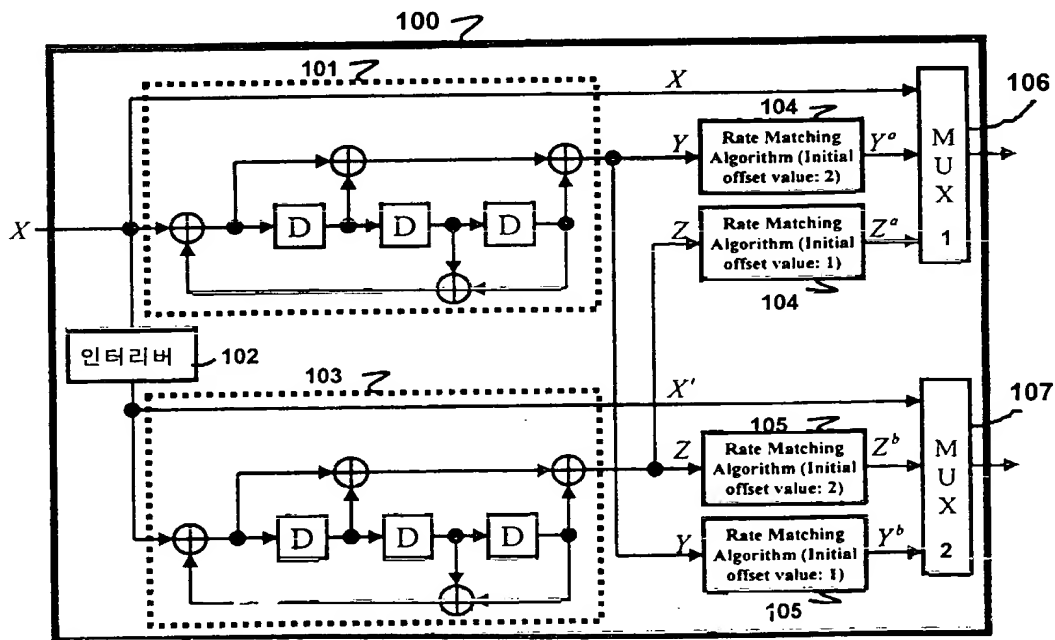 100
101
X
106
104
Y
Rate Matching
Algorithm (Initial
offset value: 2)
Y^a
M
U
X
1
X
D
D
D
Z
Rate Matching
Algorithm (Initial
offset value: 1)
Z^a
104
인터리버
102
103
X'
107
105
Z
Rate Matching
Algorithm (Initial
offset value: 2)
Z^b
M
U
X
2
D
D
D
Y
Rate Matching
Algorithm (Initial
offset value: 1)
Y^b
105